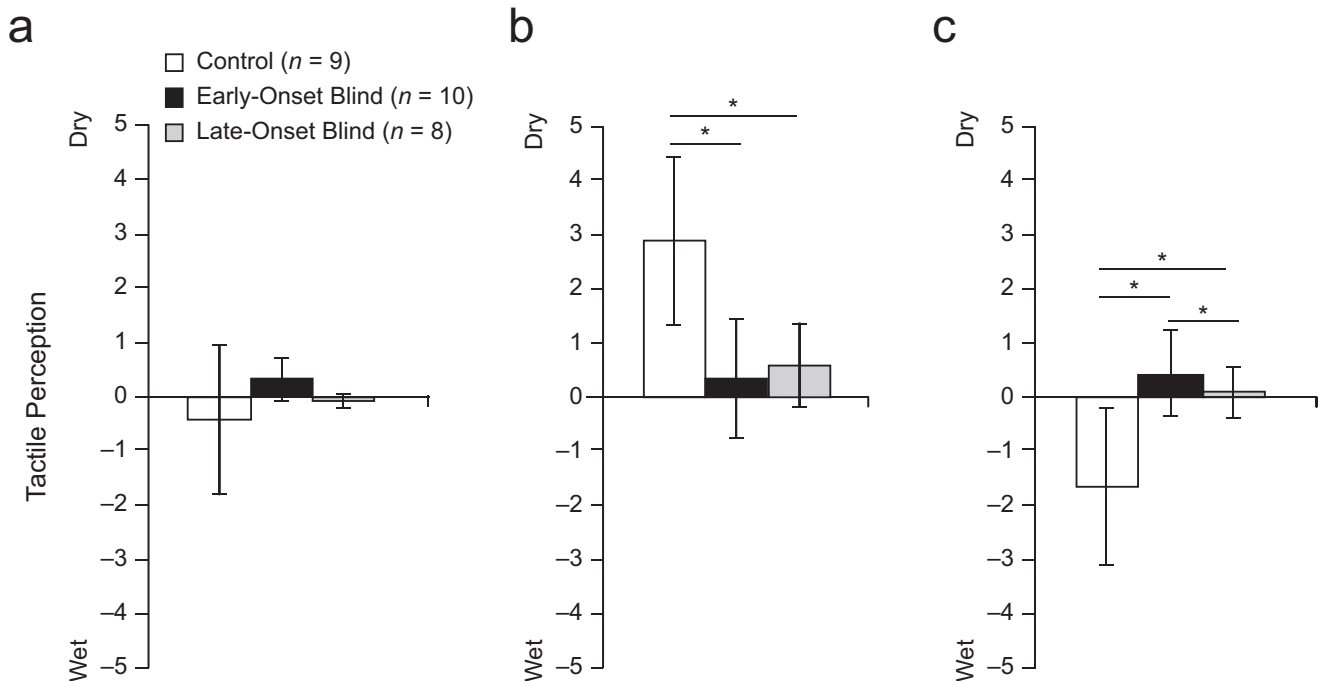 a
b
c
Control (n = 9)
Early-Onset Blind (n = 10)
Late-Onset Blind (n = 8)
Tactile Perception
Dry
5
4
3
2
1
0
–1
–2
–3
–4
–5
Wet
Dry
5
4
3
2
1
0
–1
–2
–3
–4
–5
Wet
*
*
Dry
5
4
3
2
1
0
–1
–2
–3
–4
–5
Wet
*
*
*